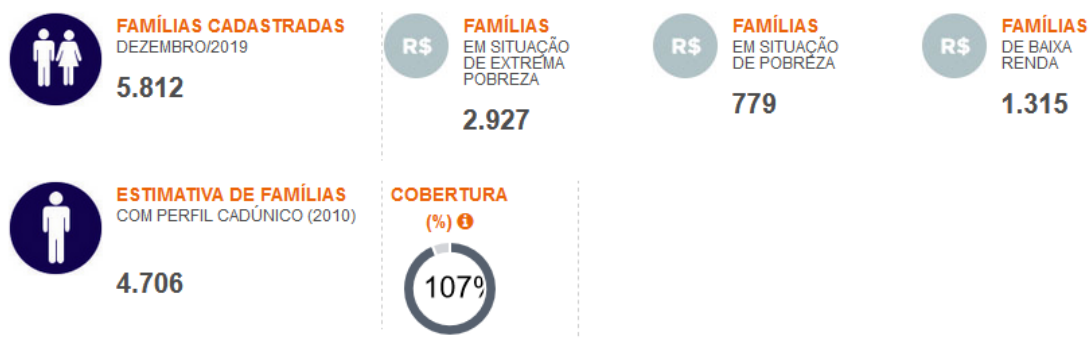 FAMÍLIAS CADASTRADAS
DEZEMBRO/2019
5.812
R$
FAMÍLIAS
EM SITUAÇÃO
DE EXTREMA
POBREZA
2.927
R$
FAMÍLIAS
EM SITUAÇÃO
DE POBREZA
779
R$
FAMÍLIAS
DE BAIXA
RENDA
1.315
ESTIMATIVA DE FAMÍLIAS
COM PERFIL CADÚNICO (2010)
4.706
COBERTURA
(%) i
107%